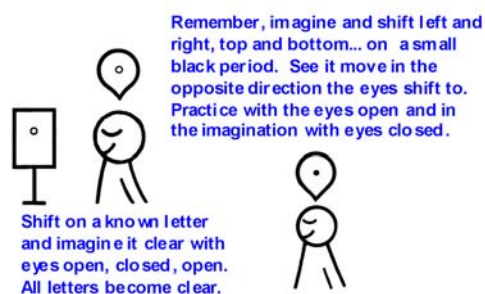 Remember, imagine and shift left and
right, top and bottom... on a small
black period. See it move in the
opposite direction the eyes shift to.
Practice with the eyes open and in
the imagination with eyes closed.
Shift on a known letter
and imagine it clear with
eyes open, closed, open.
All letters become clear.